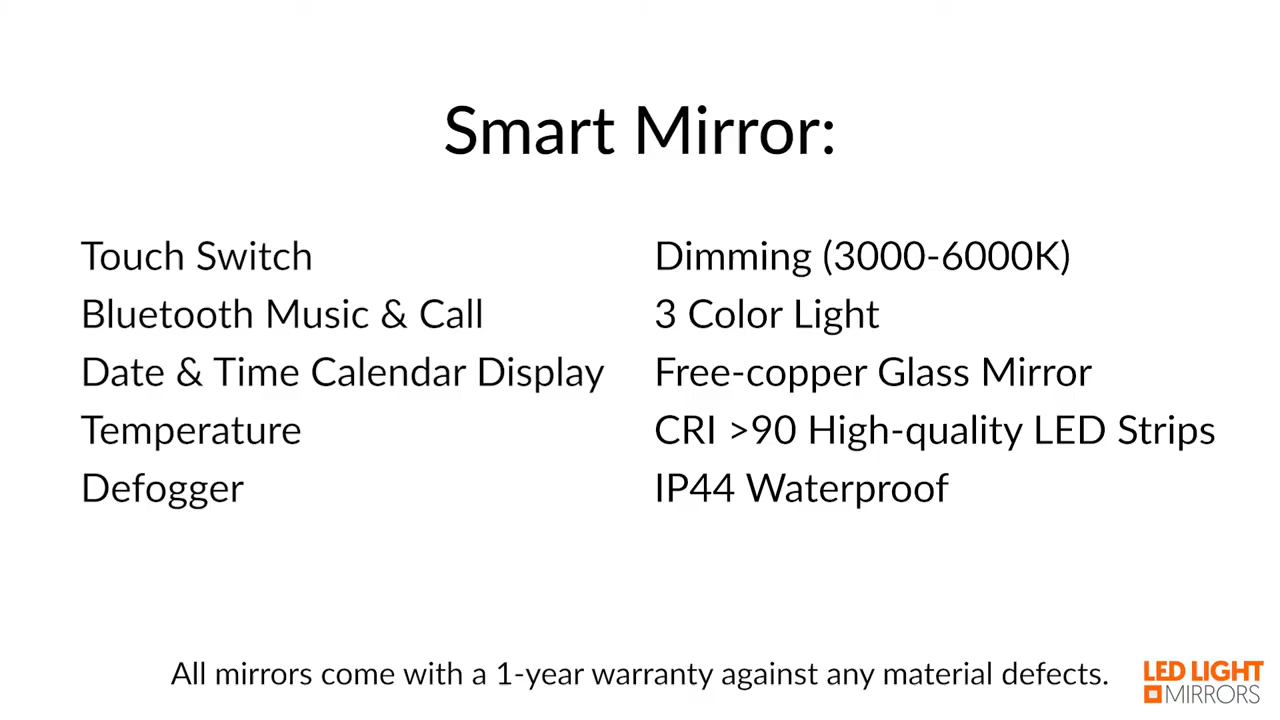 Smart Mirror:
Touch Switch
Bluetooth Music & Call
Date & Time Calendar Display
Temperature
Defogger
Dimming (3000-6000K)
3 Color Light
Free-copper Glass Mirror
CRI >90 High-quality LED Strips
IP44 Waterproof
All mirrors come with a 1-year warranty against any material defects.
LED LIGHT
MIRRORS